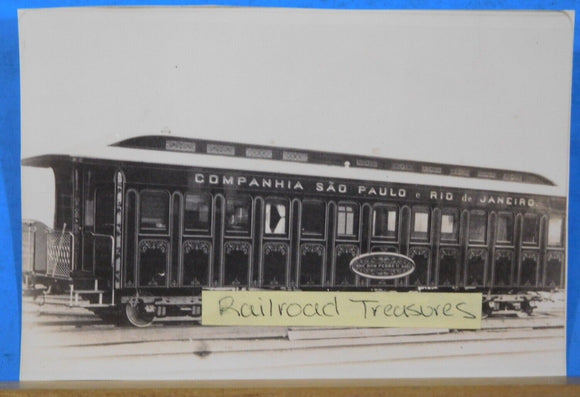 COMPANHIA SÃO PAULO e RIO de JANEIRO.
Railroad Treasures